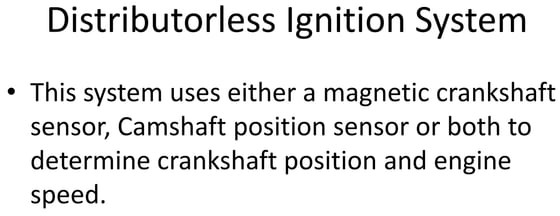 Distributorless Ignition System
• This system uses either a magnetic crankshaft
sensor, Camshaft position sensor or both to
determine crankshaft position and engine
speed.